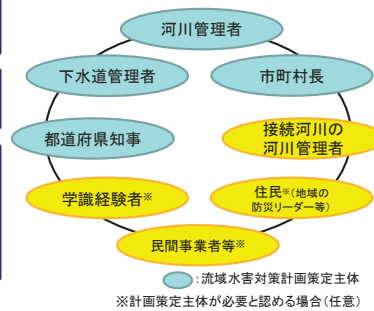 河川管理者
下水道管理者
市町村長
都道府県知事
接続河川の
河川管理者
学識経験者※
住民※(地域の
防災リーダー等)
民間事業者等※
:流域水害対策計画策定主体
※計画策定主体が必要と認める場合(任意)